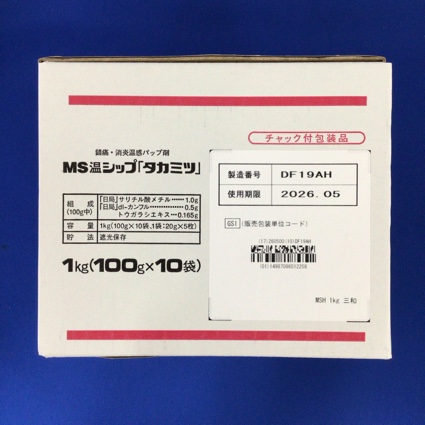 鎮痛・消炎温感パップ剤
MS温シップ「タカミツ」
チャック付包装品
組成
(100g中)
「日局」サリチル酸メチル 1.0g
「日局」dl-カンフル 0.5g
トウガラシエキス 0.165g
容量 1kg(100g×10袋、1袋:20g×5枚)
貯法 遮光保存
1kg(100g×10袋)
製造番号 DF19AH
使用期限 2026.05
GS1 (販売包装単位コード)
(17)260500(10)DF19AH
MSH 1kg 三和